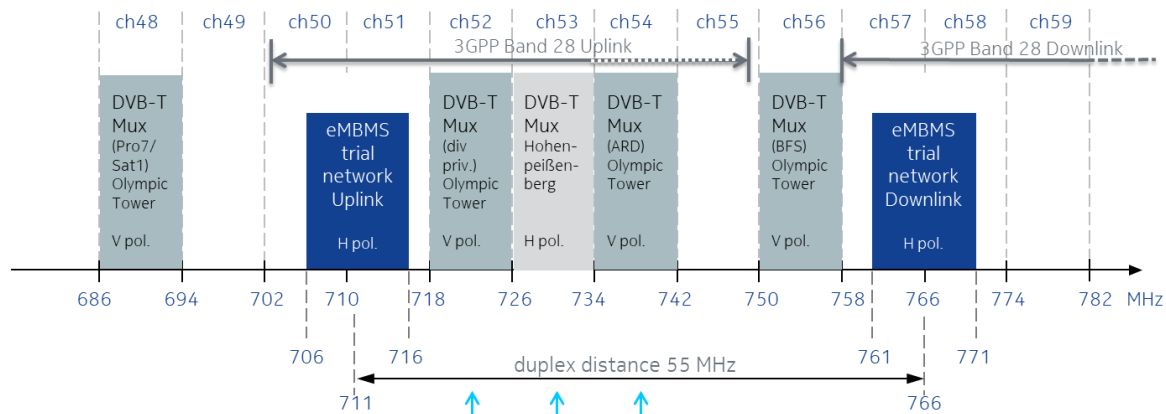 ch48 ch49 ch50 ch51 ch52 ch53 ch54 ch55 ch56 ch57 ch58 ch59
3GPP Band 28 Uplink
3GPP Band 28 Downlink
DVB-T
Mux
(Pro7/
Sat1)
Olympic
Tower
V pol.
eMBMS
trial
network
Uplink
H pol.
DVB-T
Mux
(div
priv.)
Olympic
Tower
V pol.
DVB-T
Mux
Hohen-
peißen-
berg
H pol.
DVB-T
Mux
(ARD)
Olympic
Tower
V pol.
DVB-T
Mux
(BFS)
Olympic
Tower
V pol.
eMBMS
trial
network
Downlink
H pol.
686 694 702 710 718 726 734 742 750 758 766 774 782 MHz
706 716 761 771
duplex distance 55 MHz
711 766